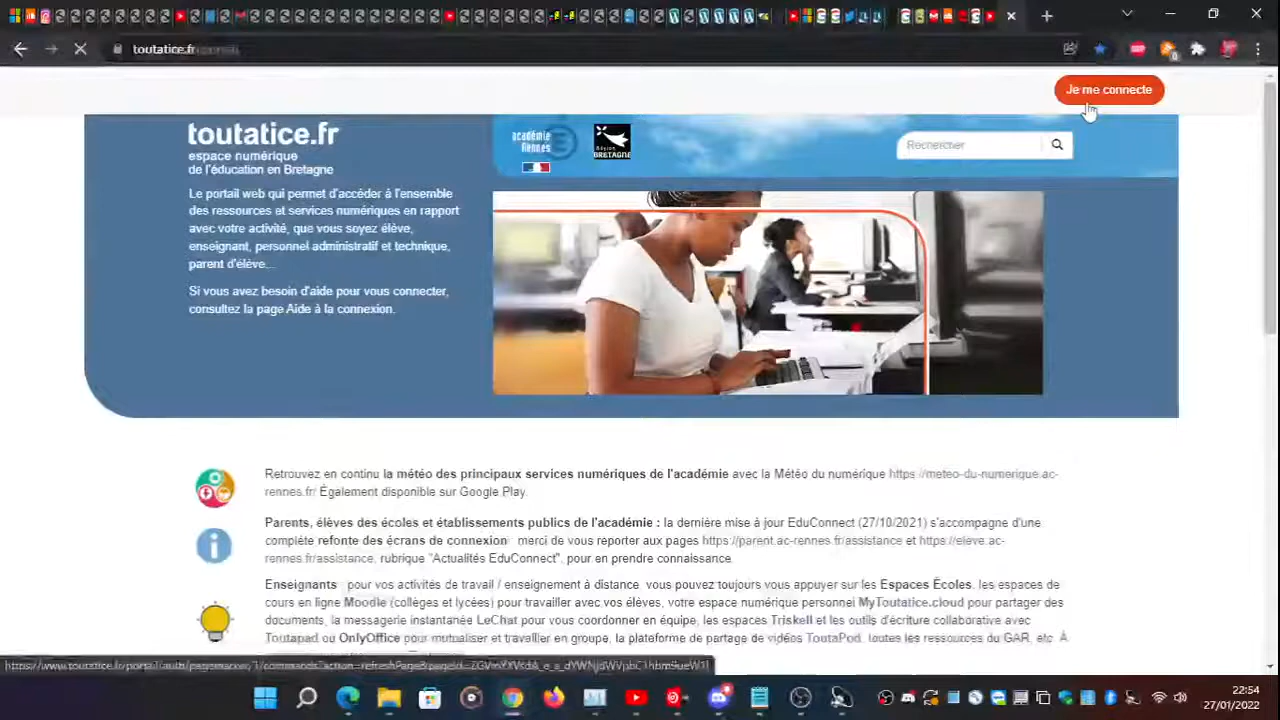 toutatice.fr
Je me connecte
toutatice.fr
espace numérique
de l'éducation en Bretagne
académie
Rennes
Région
BRETAGNE
Rechercher
Le portail web qui permet d'accéder à l'ensemble
des ressources et services numériques en rapport
avec votre activité, que vous soyez élève,
enseignant, personnel administratif et technique,
parent d'élève...
Si vous avez besoin d'aide pour vous connecter,
consultez la page Aide à la connexion.
Retrouvez en continu la météo des principaux services numériques de l'académie avec la Météo du numérique https://meteo-du-numerique.ac-
rennes.fr/ Également disponible sur Google Play.
Parents, élèves des écoles et établissements publics de l'académie : la dernière mise à jour EduConnect (27/10/2021) s'accompagne d'une
complète refonte des écrans de connexion merci de vous reporter aux pages https://parent.ac-rennes.fr/assistance et https://eleve.ac-
rennes.fr/assistance, rubrique "Actualités EduConnect", pour en prendre connaissance
Enseignants pour vos activités de travail / enseignement à distance vous pouvez toujours vous appuyer sur les Espaces Écoles, les espaces de
cours en ligne Moodle (collèges et lycées) pour travailler avec vos élèves, votre espace numérique personnel MyToutatice.cloud pour partager des
documents, la messagerie instantanée LeChat pour vous coordonner en équipe, les espaces Triskell et les outils d'écriture collaborative avec
Toutapad ou OnlyOffice pour mutualiser et travailler en groupe, la plateforme de partage de vidéos ToutaPod, toutes les ressources du GAR, etc À
22:54
27/01/2022